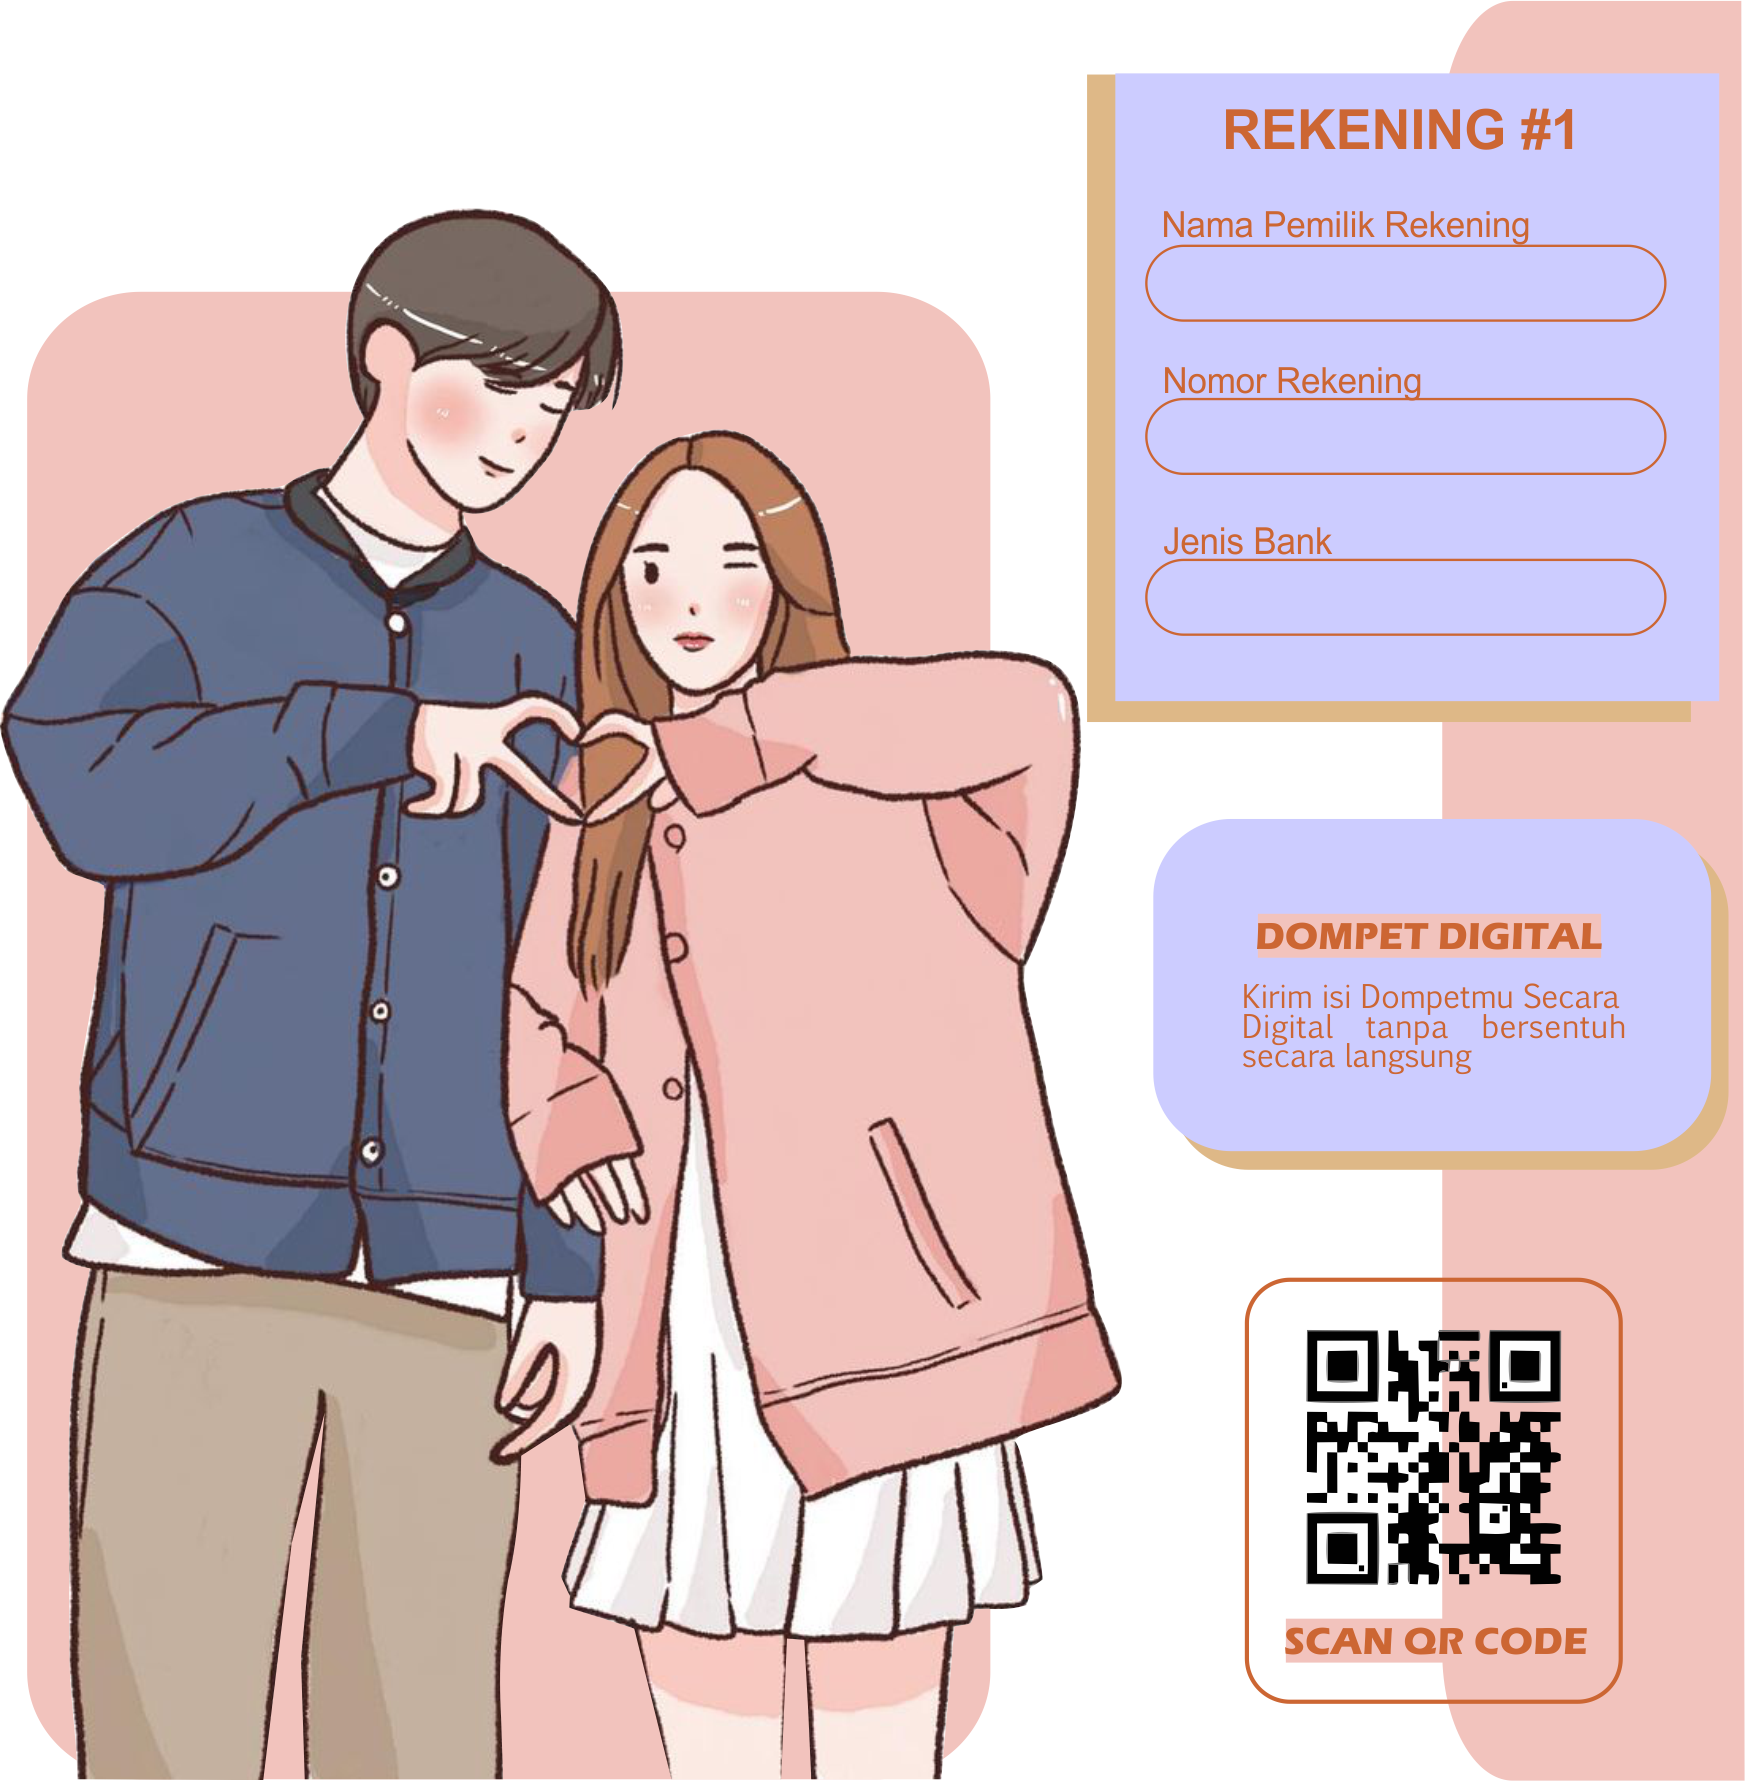 REKENING #1
Nama Pemilik Rekening
Nomor Rekening
Jenis Bank
DOMPET DIGITAL
Kirim isi Dompetmu Secara
Digital tanpa bersentuh
secara langsung
SCAN QR CODE